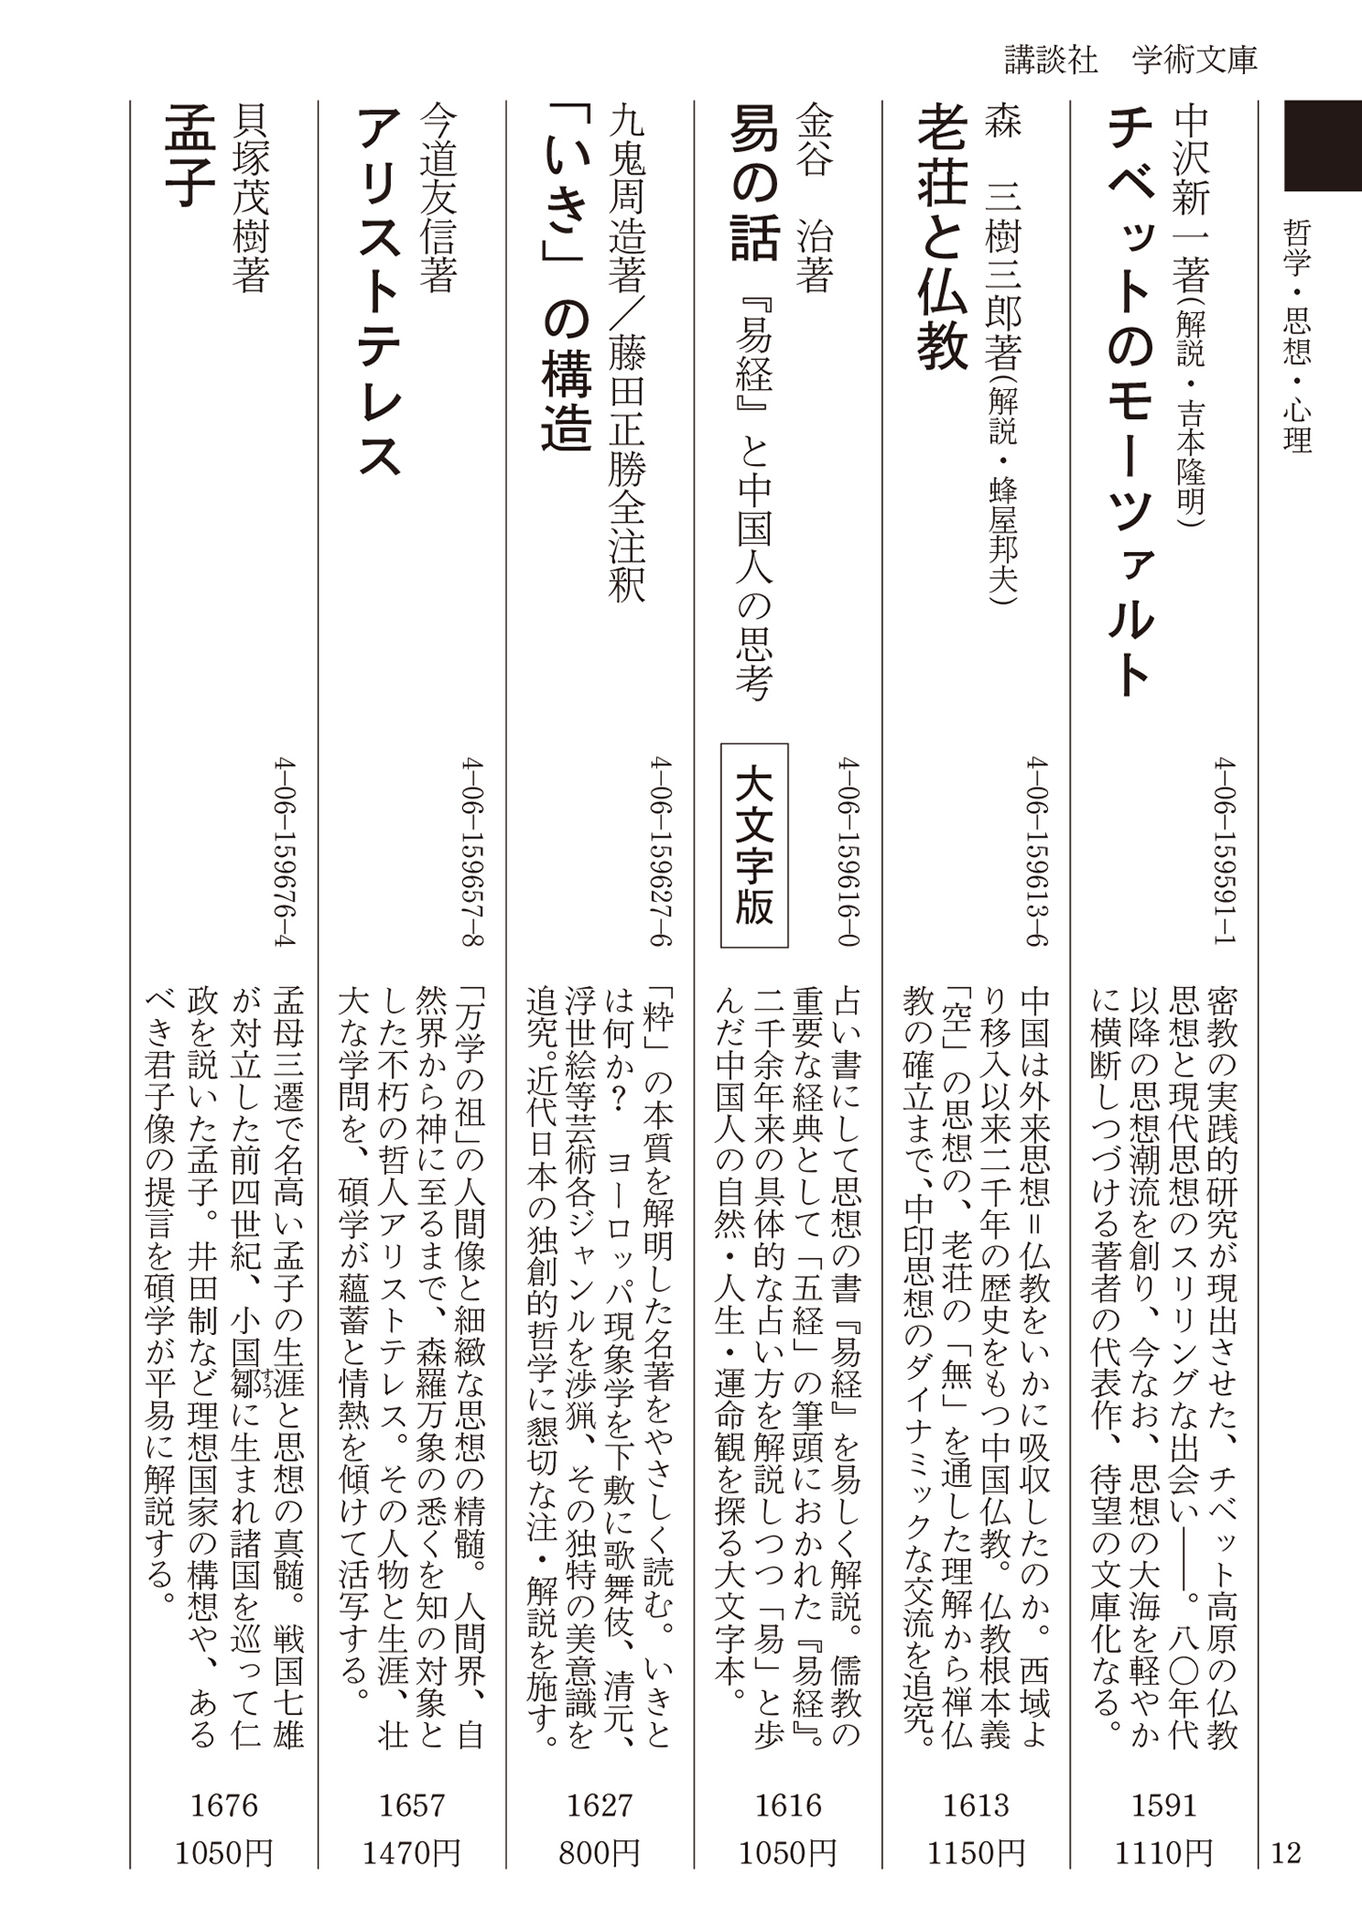 講談社　学術文庫
哲学・思想・心理
中沢新一著(解説・吉本隆明)
チベットのモーツァルト
4-06-159591-1
密教の実践的研究が現出させた、チベット高原の仏教
思想と現代思想のスリリングな出会い――。八〇年代
以降の思想潮流を創り、今なお、思想の大海を軽やか
に横断しつづける著者の代表作、待望の文庫化なる。
1591
1110円
森　三樹三郎著(解説・蜂屋邦夫)
老荘と仏教
4-06-159613-6
中国は外来思想＝仏教をいかに吸収したのか。西域よ
り移入以来二千年の歴史をもつ中国仏教。仏教根本義
「空」の思想の、老荘の「無」を通した理解から禅仏
教の確立まで、中印思想のダイナミックな交流を追究。
1613
1150円
金谷　治著
易の話　『易経』と中国人の思考
大文字版
4-06-159616-0
占い書にして思想の書『易経』を易しく解説。儒教の
重要な経典として「五経」の筆頭におかれた『易経』。
二千余年来の具体的な占い方を解説しつつ「易」と歩
んだ中国人の自然・人生・運命観を探る大文字本。
1616
1050円
九鬼周造著／藤田正勝全注釈
「いき」の構造
4-06-159627-6
「粋」の本質を解明した名著をやさしく読む。いきと
は何か？　ヨーロッパ現象学を下敷に歌舞伎、清元、
浮世絵等芸術各ジャンルを渉猟、その独特の美意識を
追究。近代日本の独創的哲学に懇切な注・解説を施す。
1627
800円
今道友信著
アリストテレス
4-06-159657-8
「万学の祖」の人間像と細緻な思想の精髄。人間界、自
然界から神に至るまで、森羅万象の悉くを知の対象と
した不朽の哲人アリストテレス。その人物と生涯、壮
大な学問を、碩学が蘊蓄と情熱を傾けて活写する。
1657
1470円
貝塚茂樹著
孟子
4-06-159676-4
孟母三遷で名高い孟子の生涯と思想の真髄。戦国七雄
が対立した前四世紀、小国鄒すうに生まれ諸国を巡って仁
政を説いた孟子。井田制など理想国家の構想や、ある
べき君子像の提言を碩学が平易に解説する。
1676
1050円
12